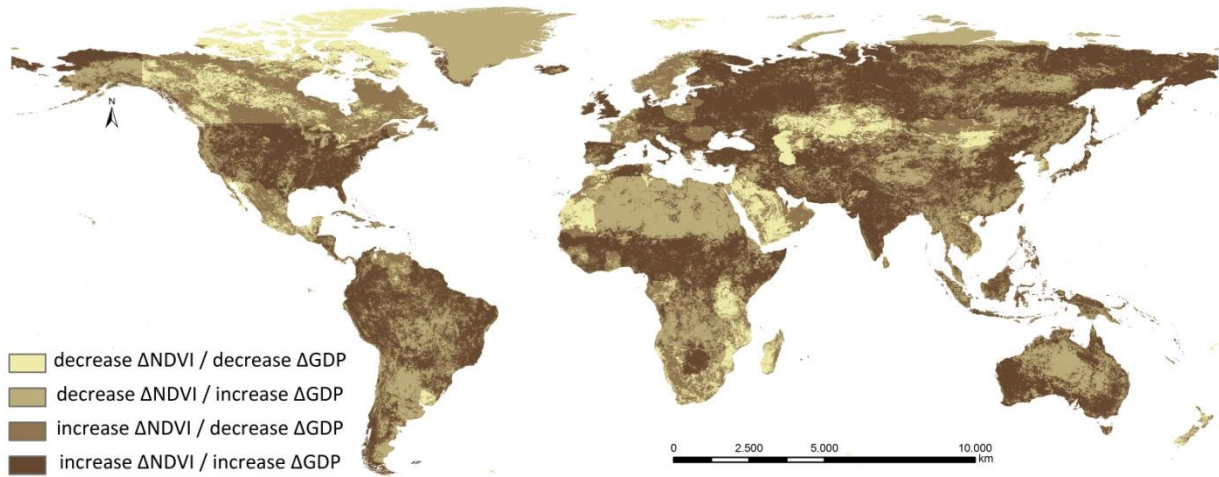 N
decrease ΔNDVI / decrease ΔGDP
decrease ΔNDVI / increase ΔGDP
increase ΔNDVI / decrease ΔGDP
increase ΔNDVI / increase ΔGDP
0 2.500 5.000 10.000
km